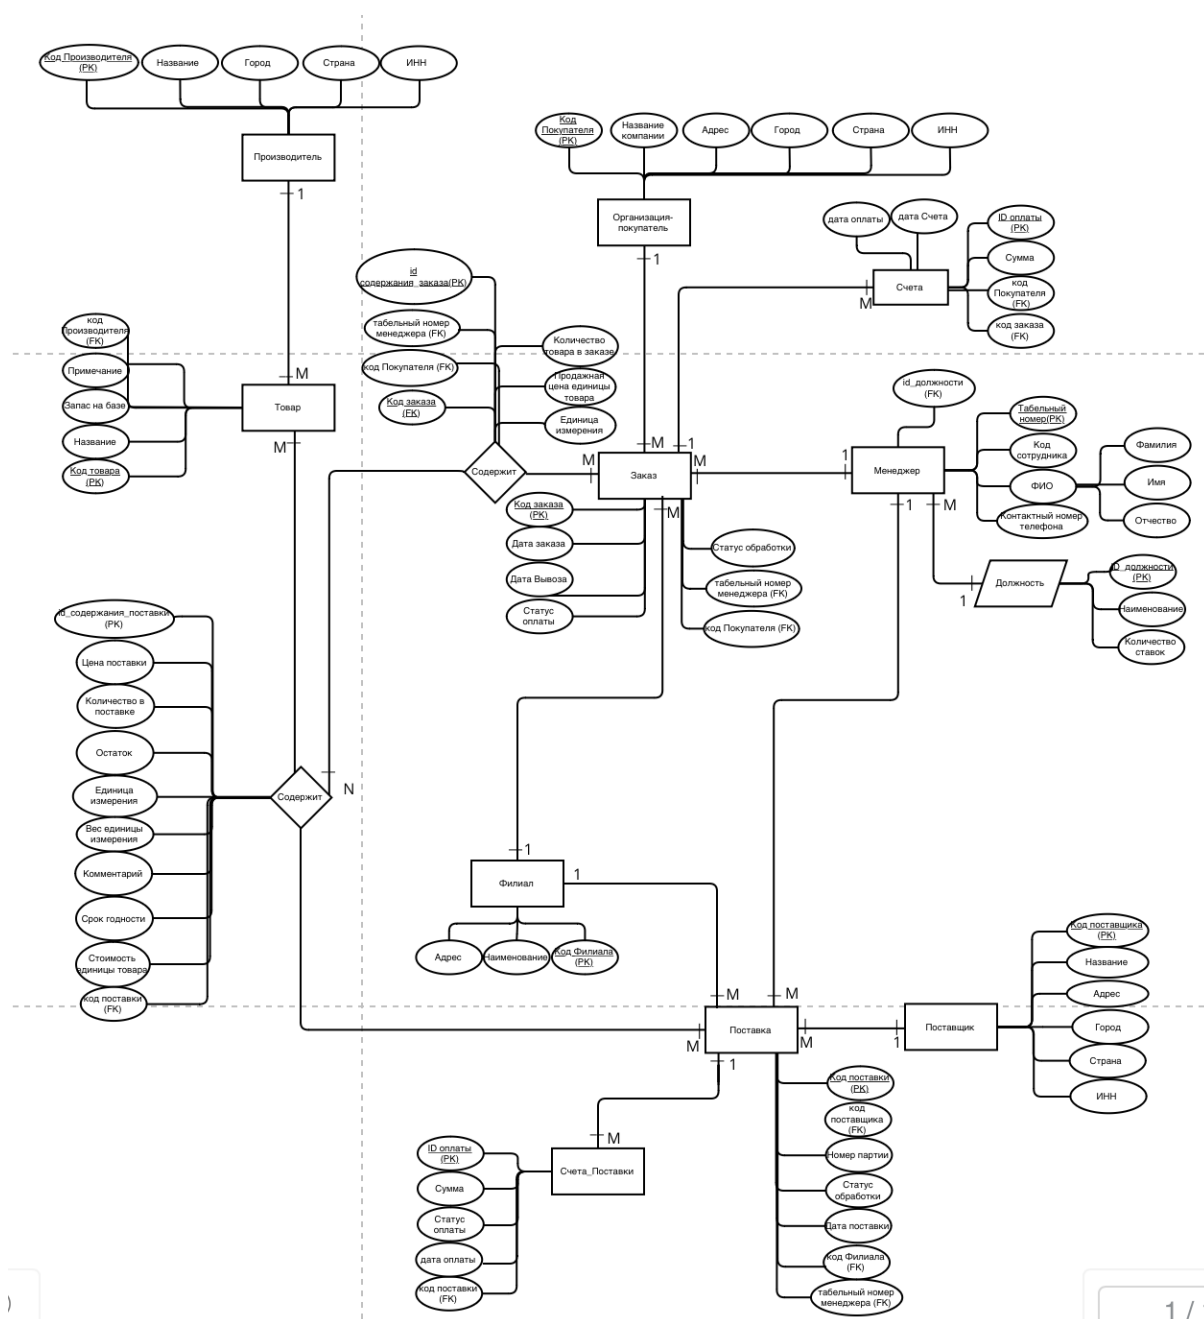 Код Производителя
(PK)
Название
Город
Страна
ИНН
Производитель
1
Код
Покупателя
(PK)
Название
компании
Адрес
Город
Страна
ИНН
Организация-
покупатель
1
дата оплаты
дата Счета
ID оплаты
(PK)
Сумма
код
Покупателя
(FK)
код заказа
(FK)
Счета
M
id
содержания_заказа(PK)
табельный номер
менеджера (FK)
код Покупателя (FK)
Код заказа
(FK)
Количество
товара в заказе
Продажная
цена единицы
товара
Единица
измерения
код
Производителя
(FK)
Примечание
Запас на базе
Название
Код товара
(PK)
M
Товар
M
id_должности
(FK)
Табельный
номер(PK)
Код
сотрудника
ФИО
Контактный номер
телефона
Фамилия
Имя
Отчество
Содержит
M
M
1
Заказ
M
M
1
Менеджер
1
M
Код заказа
(PK)
Дата заказа
Дата Вывоза
Статус
оплаты
Статус обработки
табельный номер
менеджера (FK)
код Покупателя (FK)
1
Должность
ID_должности
(PK)
Наименование
Количество
ставок
id_содержания_поставки
(PK)
Цена поставки
Количество в
поставке
Остаток
Единица
измерения
Вес единицы
измерения
Комментарий
Срок годности
Стоимость
единицы товара
код поставки
(FK)
Содержит
N
1
Филиал
1
Адрес
Наименование
Код Филиала
(PK)
M
M
M
Поставка
M
1
1
Поставщик
Код поставщика
(PK)
Название
Адрес
Город
Страна
ИНН
Код поставки
(PK)
код
поставщика
(FK)
Номер партии
Статус
обработки
Дата поставки
код Филиала
(FK)
табельный номер
менеджера (FK)
M
Счета_Поставки
ID оплаты
(PK)
Сумма
Статус
оплаты
дата оплаты
код поставки
(FK)
)
1 /